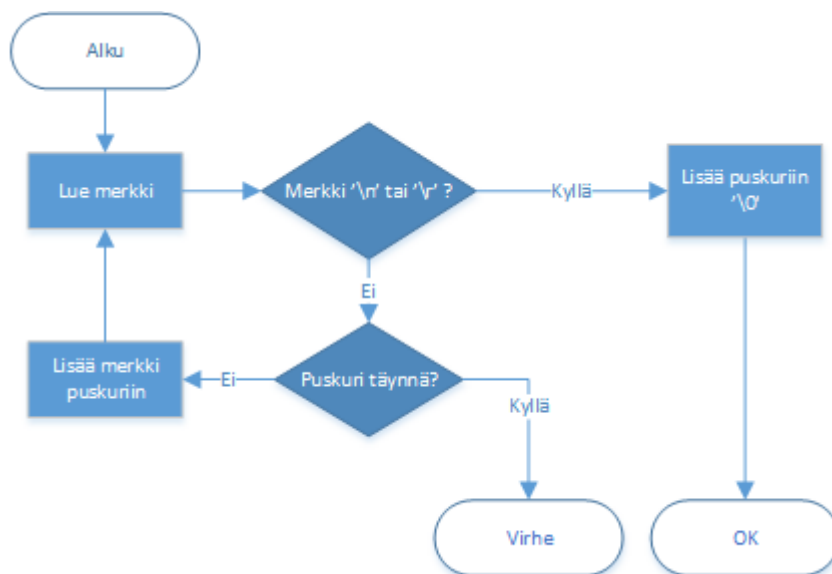 Alku
Lue merkki
Merkki '\n' tai '\r' ?
Kyllä
Lisää puskuriin
'\0'
Ei
Lisää merkki
puskuriin
Ei
Puskuri täynnä?
Kyllä
Virhe
OK